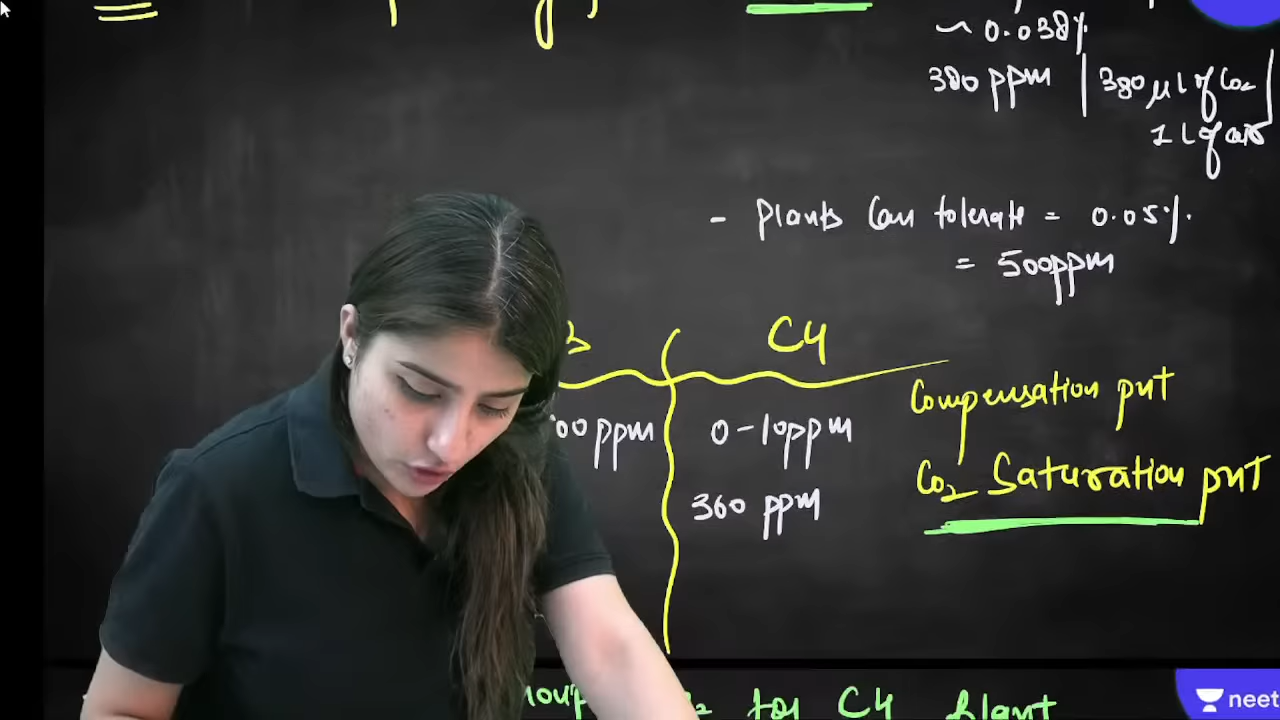 ~ 0.038%
380 ppm | 380 μl of CO2
1 L of air
- Plants Can tolerate = 0.05%.
= 500ppm
C4
00 ppm 0-10ppm Compensation pnt
360 ppm CO2 Saturation pnt
for C4 Plant
neet